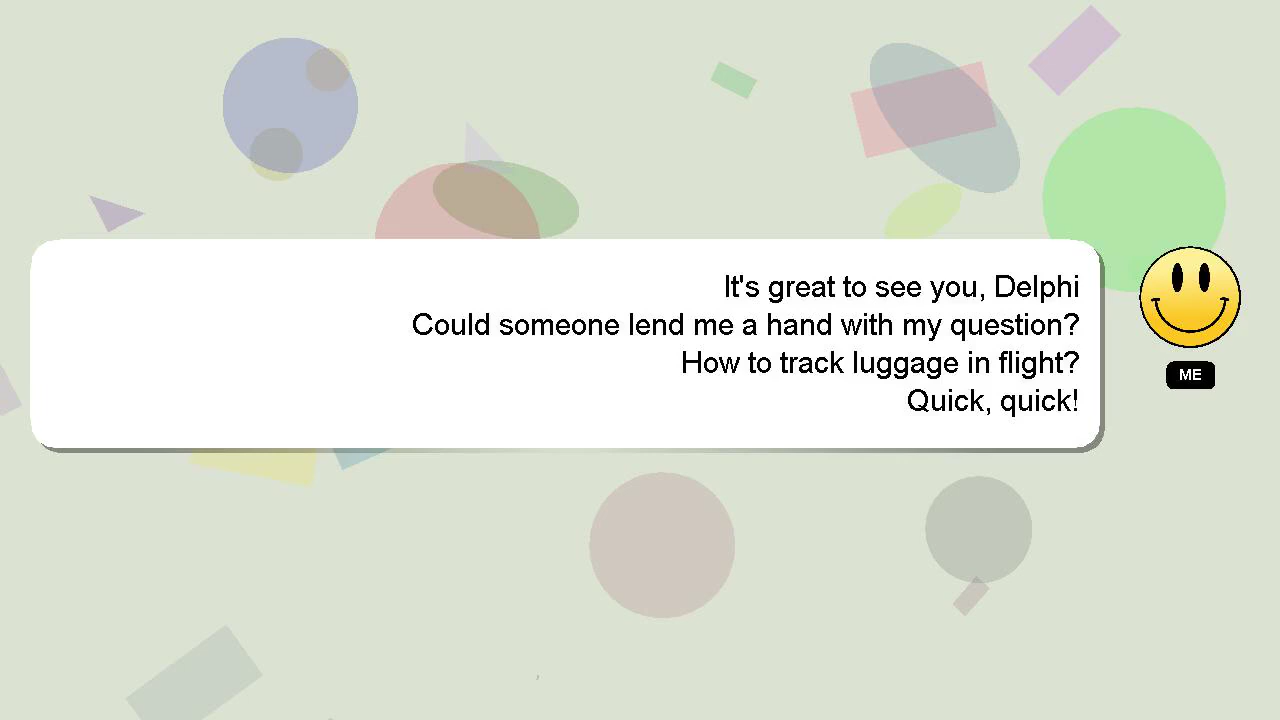 It's great to see you, Delphi
Could someone lend me a hand with my question?
How to track luggage in flight?
Quick, quick!
ME